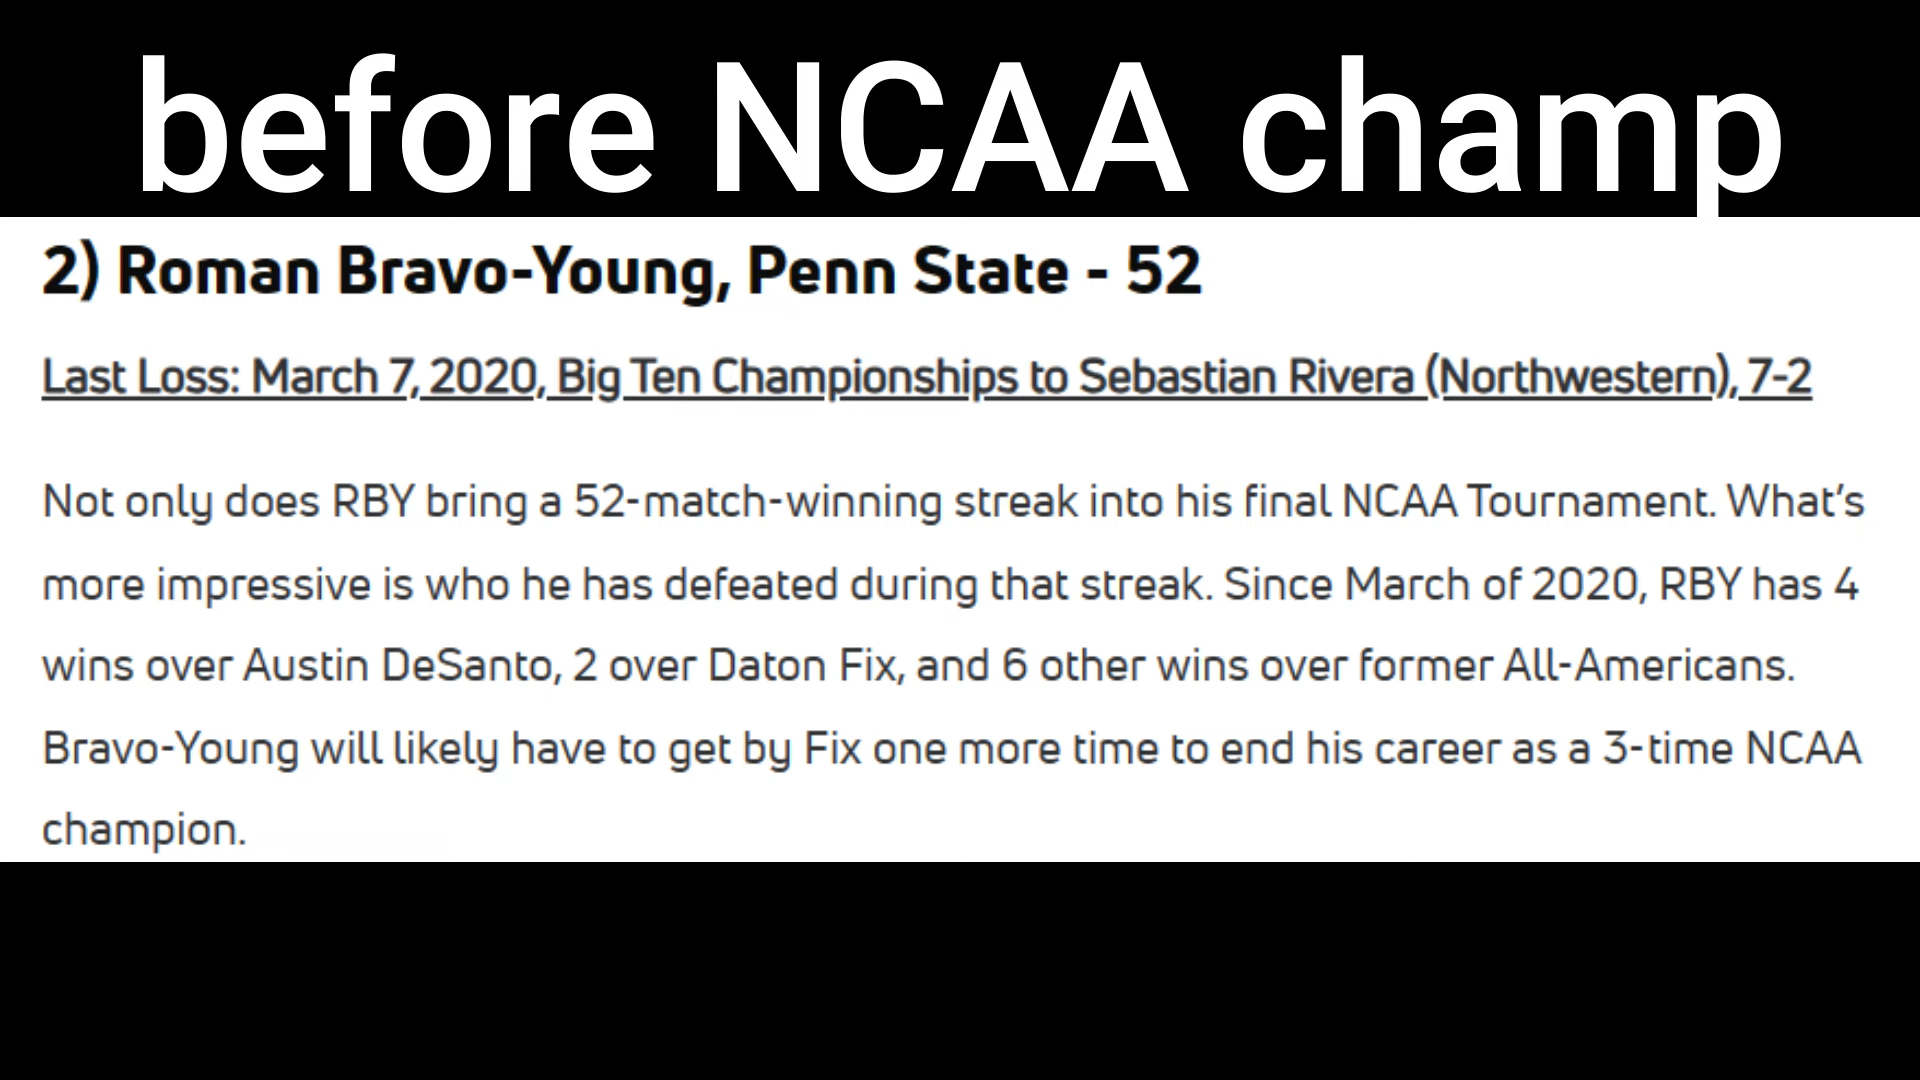 before NCAA champ
2) Roman Bravo-Young, Penn State - 52
Last Loss: March 7, 2020, Big Ten Championships to Sebastian Rivera (Northwestern), 7-2
Not only does RBY bring a 52-match-winning streak into his final NCAA Tournament. What’s
more impressive is who he has defeated during that streak. Since March of 2020, RBY has 4
wins over Austin DeSanto, 2 over Daton Fix, and 6 other wins over former All-Americans.
Bravo-Young will likely have to get by Fix one more time to end his career as a 3-time NCAA
champion.